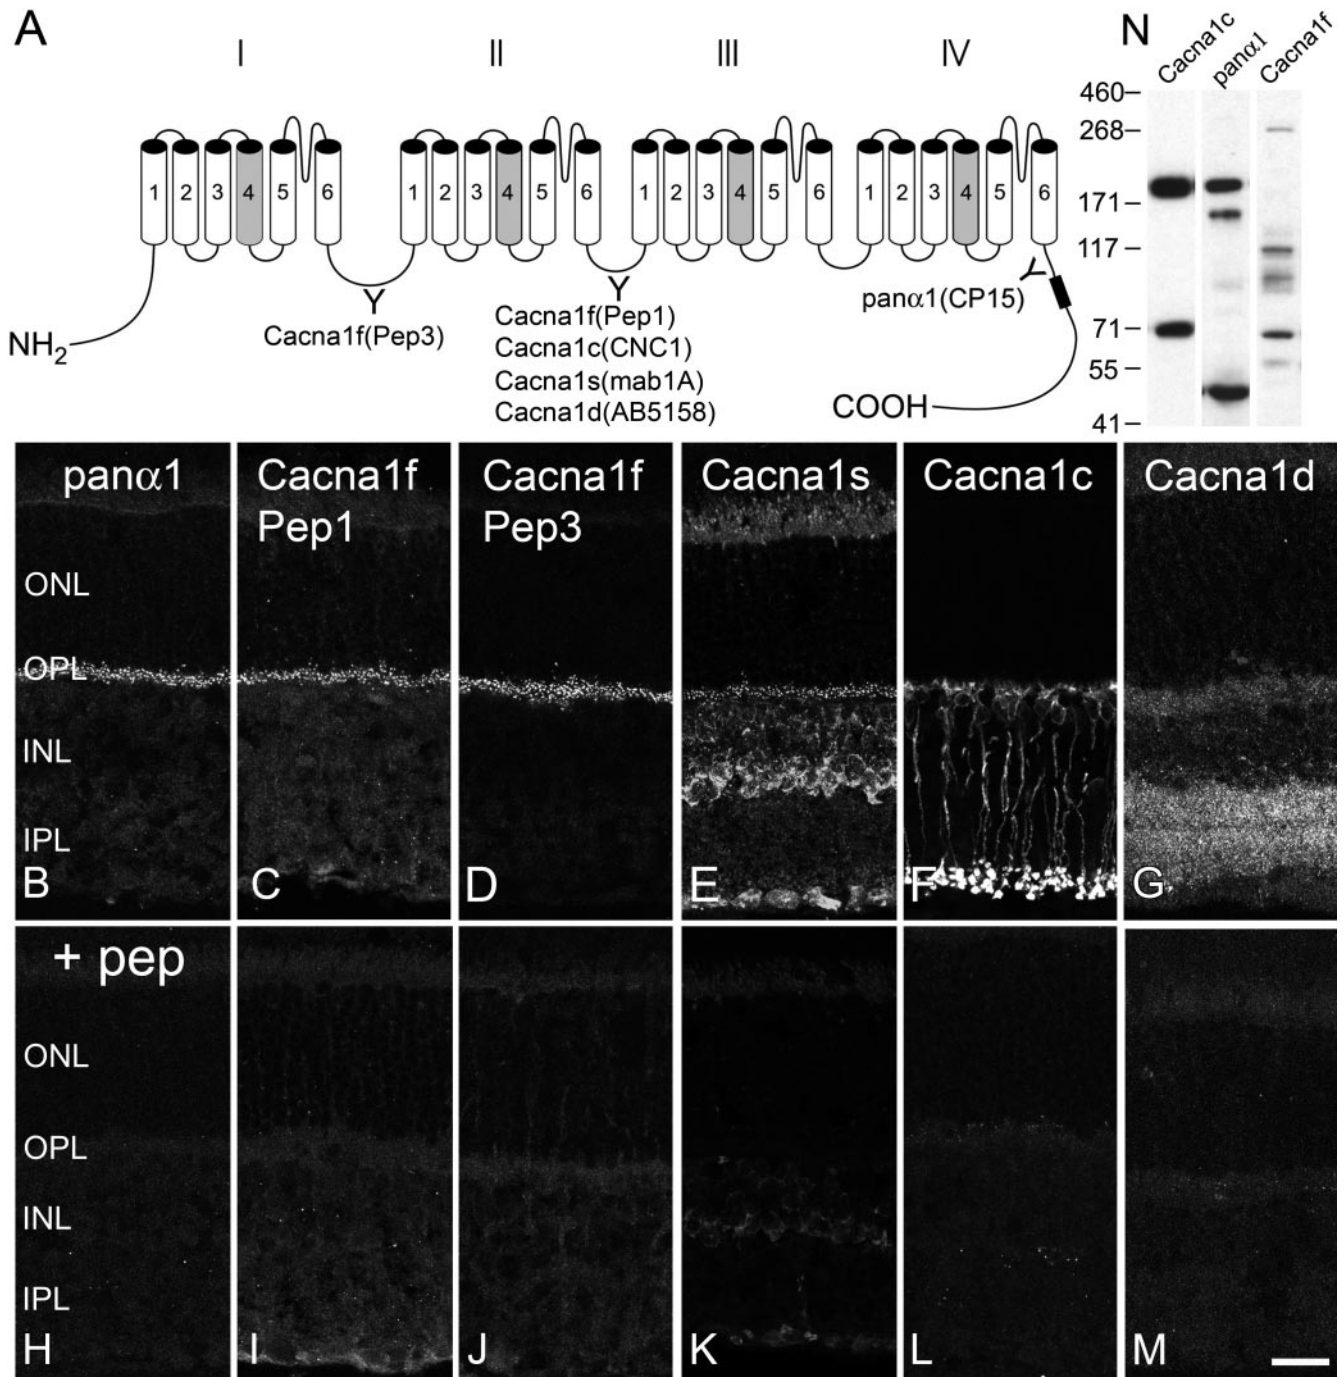 A
I II III IV
1 2 3 4 5 6 1 2 3 4 5 6 1 2 3 4 5 6 1 2 3 4 5 6
NH2
Cacna1f(Pep3)
Cacna1f(Pep1)
Cacna1c(CNC1)
Cacna1s(mab1A)
Cacna1d(AB5158)
panα1(CP15)
COOH
N
Cacna1c panα1 Cacna1f
460
268
171
117
71
55
41
panα1
Cacna1f
Pep1
Cacna1f
Pep3
Cacna1s
Cacna1c
Cacna1d
ONL
OPL
INL
IPL
B C D E F G
+ pep
ONL
OPL
INL
IPL
H I J K L M